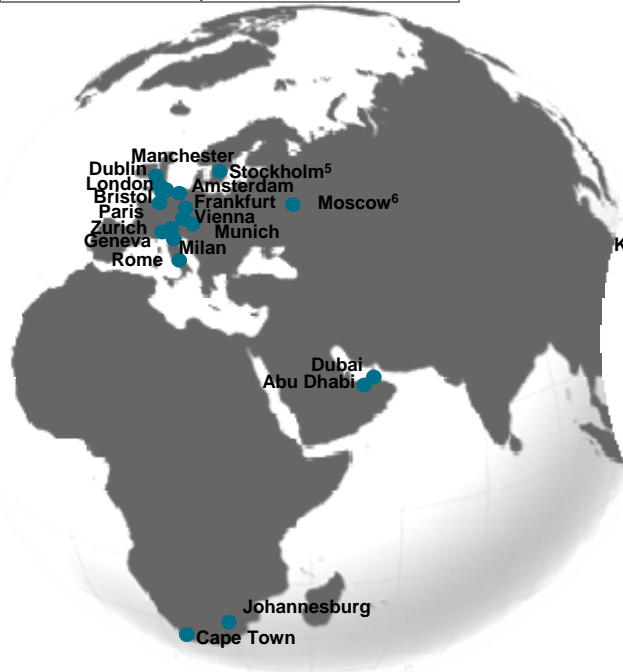 Manchester
Dublin
Stockholm⁵
London
Amsterdam
Bristol
Frankfurt
Moscow⁶
Paris
Vienna
Zurich
Munich
Geneva
Milan
Rome
K
Dubai
Abu Dhabi
Johannesburg
Cape Town